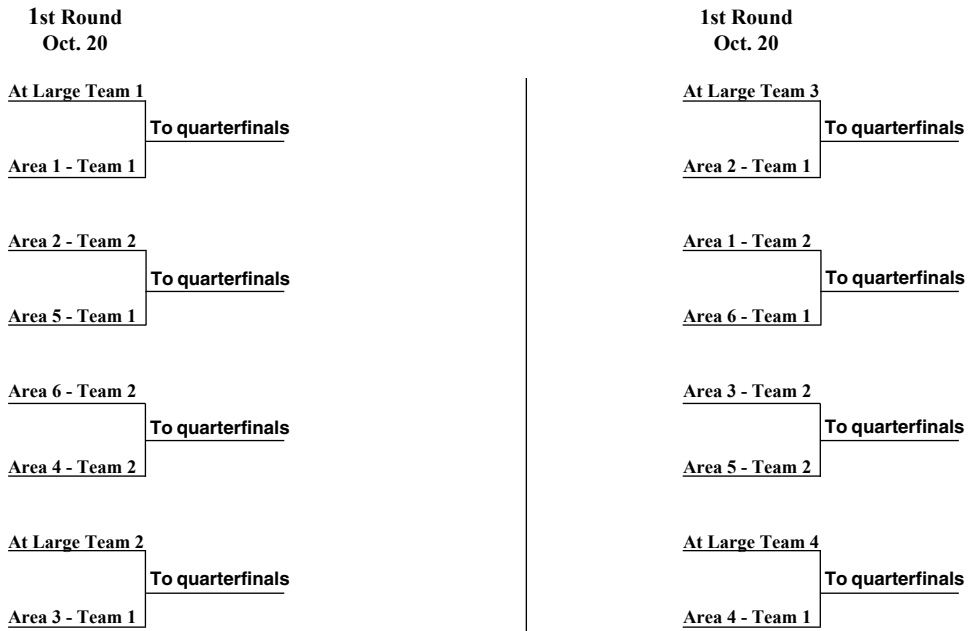 1st Round
Oct. 20
At Large Team 1
To quarterfinals
Area 1 - Team 1
Area 2 - Team 2
To quarterfinals
Area 5 - Team 1
Area 6 - Team 2
To quarterfinals
Area 4 - Team 2
At Large Team 2
To quarterfinals
Area 3 - Team 1
1st Round
Oct. 20
At Large Team 3
To quarterfinals
Area 2 - Team 1
Area 1 - Team 2
To quarterfinals
Area 6 - Team 1
Area 3 - Team 2
To quarterfinals
Area 5 - Team 2
At Large Team 4
To quarterfinals
Area 4 - Team 1